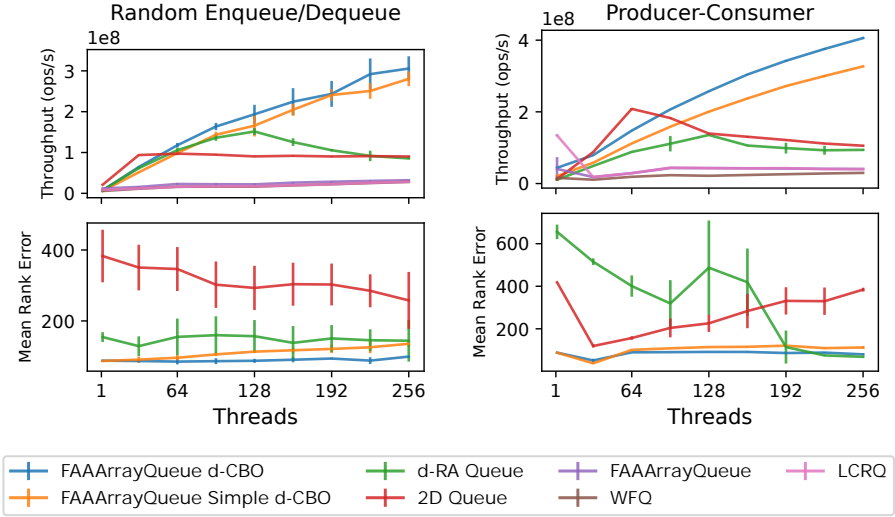 Random Enqueue/Dequeue
Producer-Consumer
1e8
1e8
Throughput (ops/s)
3
2
1
0
Throughput (ops/s)
4
2
0
Mean Rank Error
400
200
Mean Rank Error
600
400
200
1 64 128 192 256
1 64 128 192 256
Threads
Threads
FAAArrayQueue d-CBO
FAAArrayQueue Simple d-CBO
d-RA Queue
2D Queue
FAAArrayQueue
WFQ
LCRQ